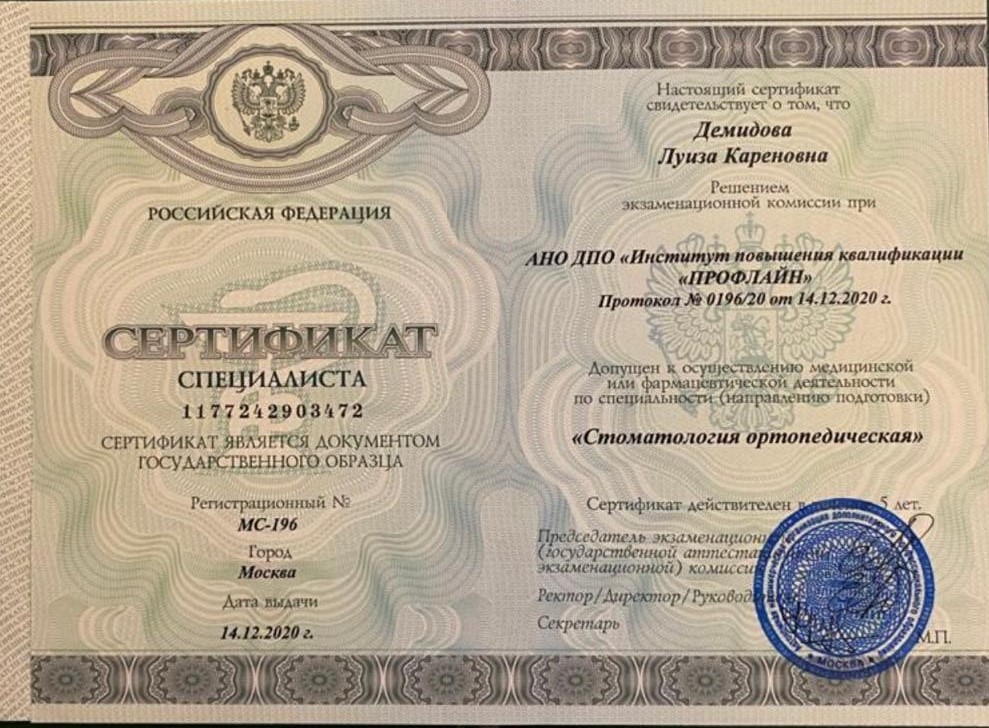 РОССИЙСКАЯ ФЕДЕРАЦИЯ
СЕРТИФИКАТ
СПЕЦИАЛИСТА
1177242903472
СЕРТИФИКАТ ЯВЛЯЕТСЯ ДОКУМЕНТОМ
ГОСУДАРСТВЕННОГО ОБРАЗЦА
Регистрационный №
МС-196
Город
Москва
Дата выдачи
14.12.2020 г.
Настоящий сертификат
свидетельствует о том, что
Демидова
Луиза Кареновна
Решением
экзаменационной комиссии при
АНО ДПО «Институт повышения квалификации
«ПРОФЛАЙН»
Протокол № 0196/20 от 14.12.2020 г.
Допущен к осуществлению медицинской
или фармацевтической деятельности
по специальности (направлению подготовки)
«Стоматология ортопедическая»
Сертификат действителен 5 лет.
Председатель
(государственной
экзаменационной)
Ректор/Директор/
Секретарь
М.П.
МОСКВА